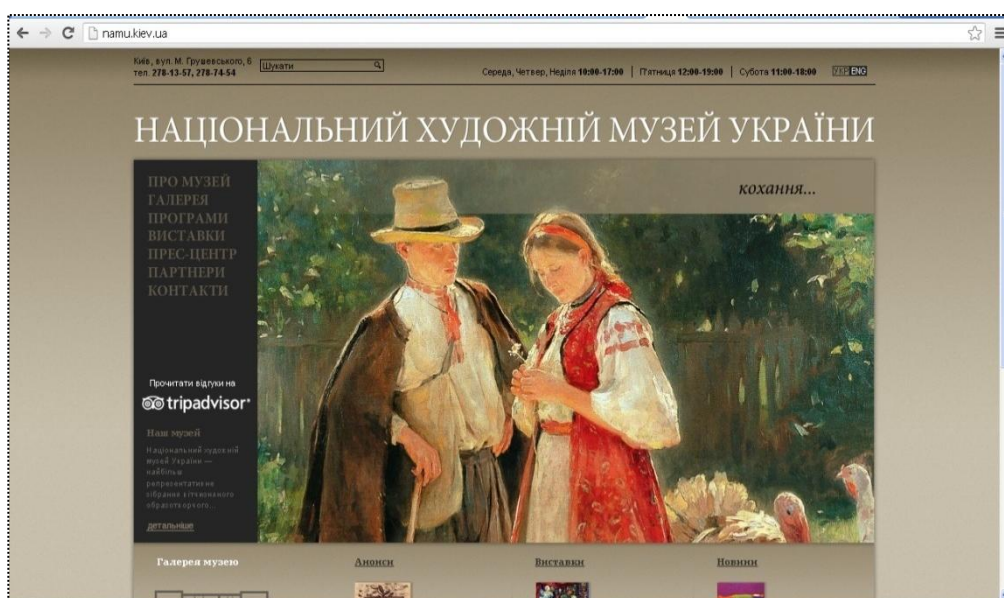 namu.kiev.ua
Київ, вул. М. Грушевського, 6
тел. 278-13-57, 278-74-54
Шукати
Середа, Четвер, Неділя 10:00-17:00 | П'ятниця 12:00-19:00 | Субота 11:00-18:00
УКР ENG
НАЦІОНАЛЬНИЙ ХУДОЖНІЙ МУЗЕЙ УКРАЇНИ
ПРО МУЗЕЙ
ГАЛЕРЕЯ
ПРОГРАМИ
ВИСТАВКИ
ПРЕС-ЦЕНТР
ПАРТНЕРИ
КОНТАКТИ
кохання...
Прочитати відгуки на
tripadvisor
Наш музей
Національний художній
музей України —
найбільш
репрезентативне
зібрання вітчизняного
образотворчого...
детальніше
Галерея музею
Анонси
Виставки
Новини